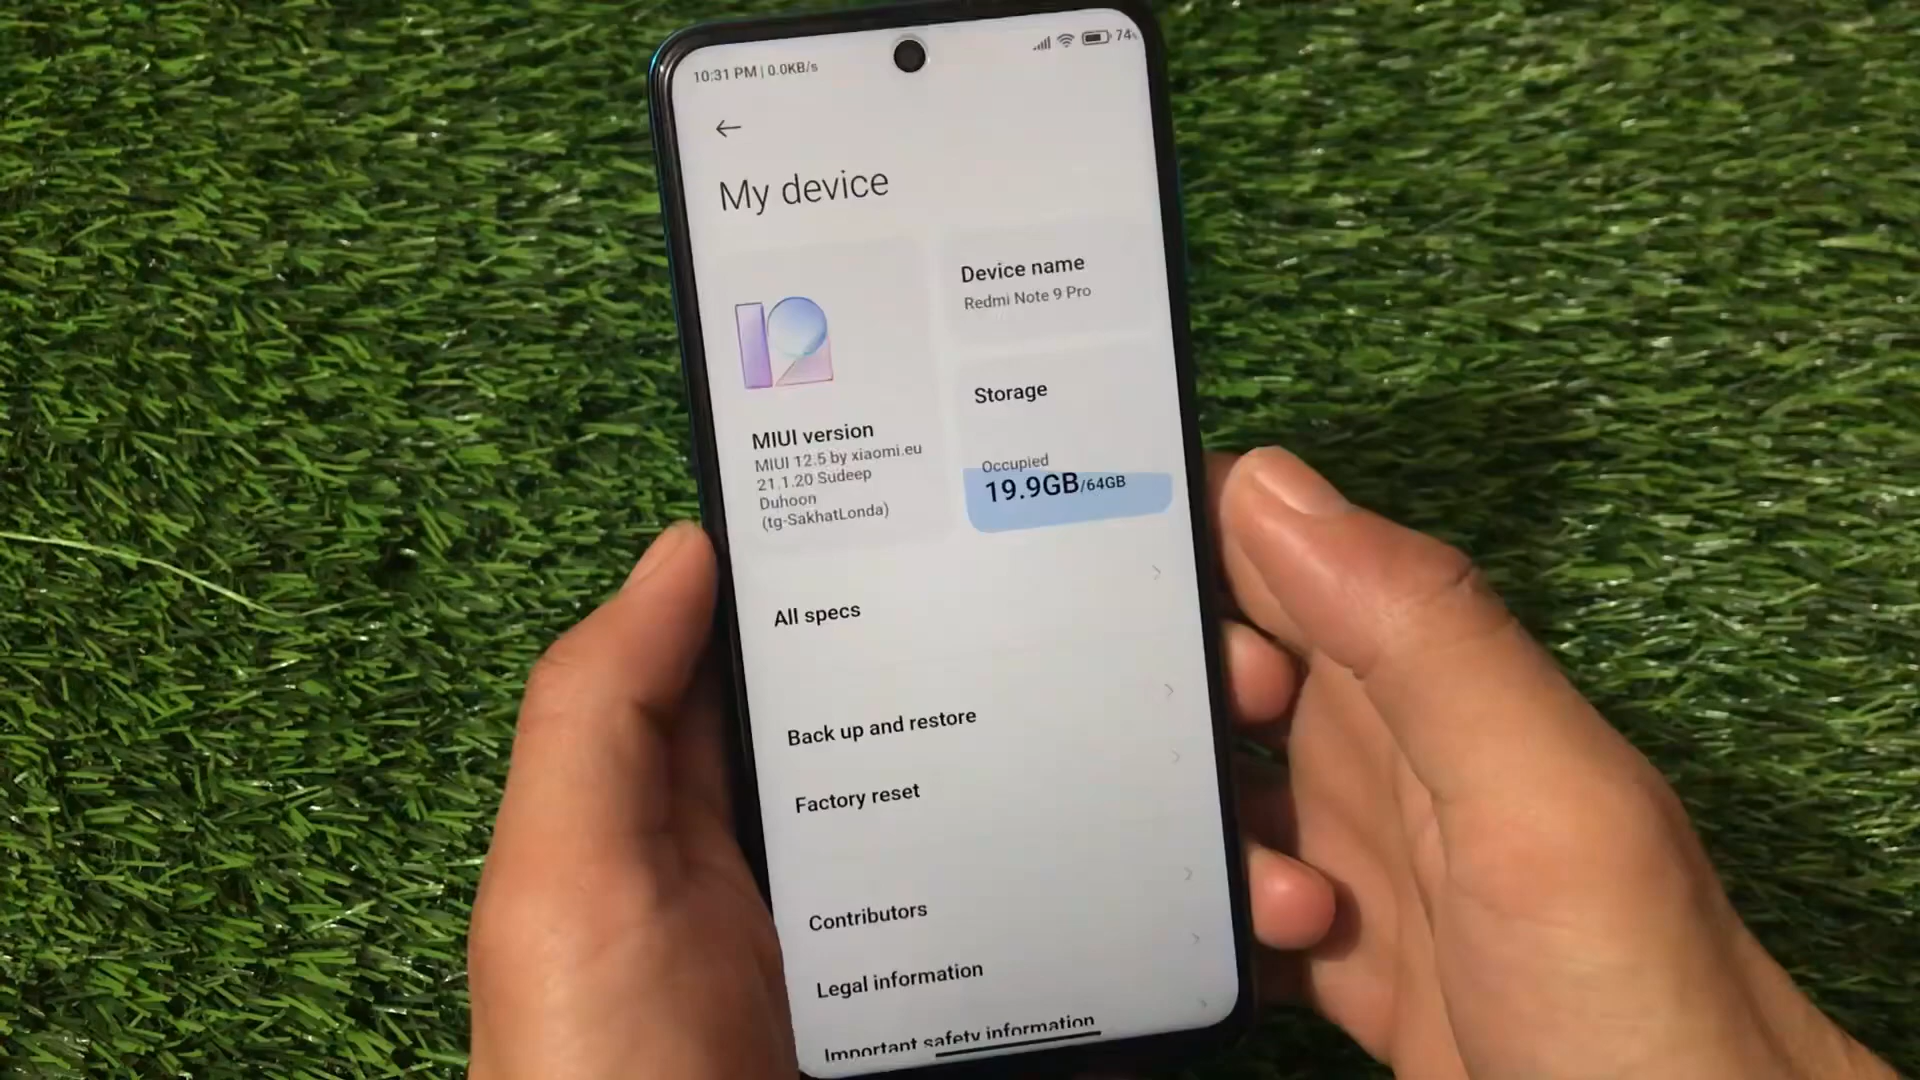 10:31 PM | 0.0KB/s
74%
My device
12
Device name
Redmi Note 9 Pro
MIUI version
MIUI 12.5 by xiaomi.eu
21.1.20 Sudeep
Duhoon
(tg-SakhatLonda)
Storage
Occupied
19.9GB/64GB
All specs
Back up and restore
Factory reset
Contributors
Legal information
Important safety information